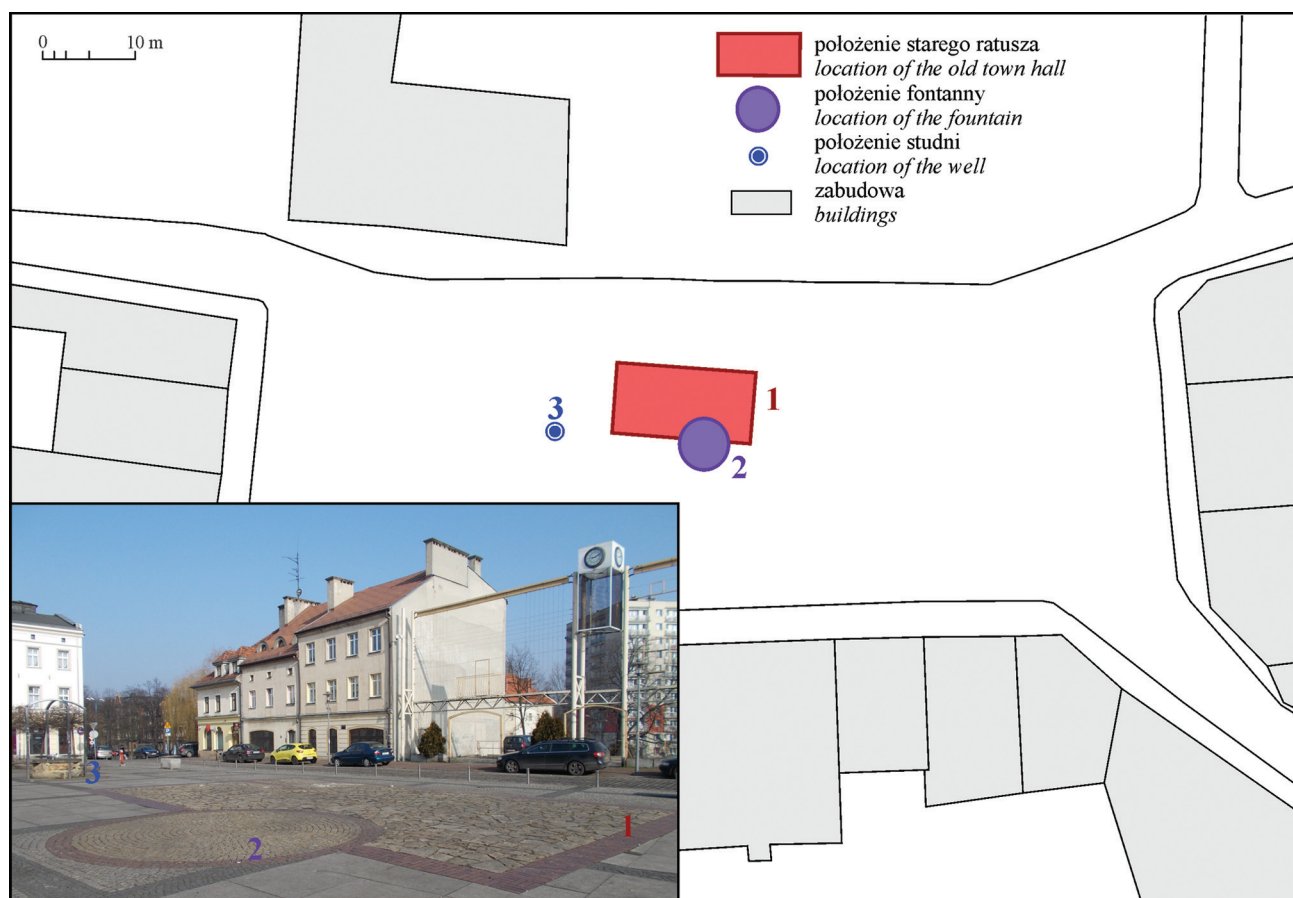 0 10 m
położenie starego ratusza
location of the old town hall
położenie fontanny
location of the fountain
położenie studni
location of the well
zabudowa
buildings
1
3
2
3
2
1